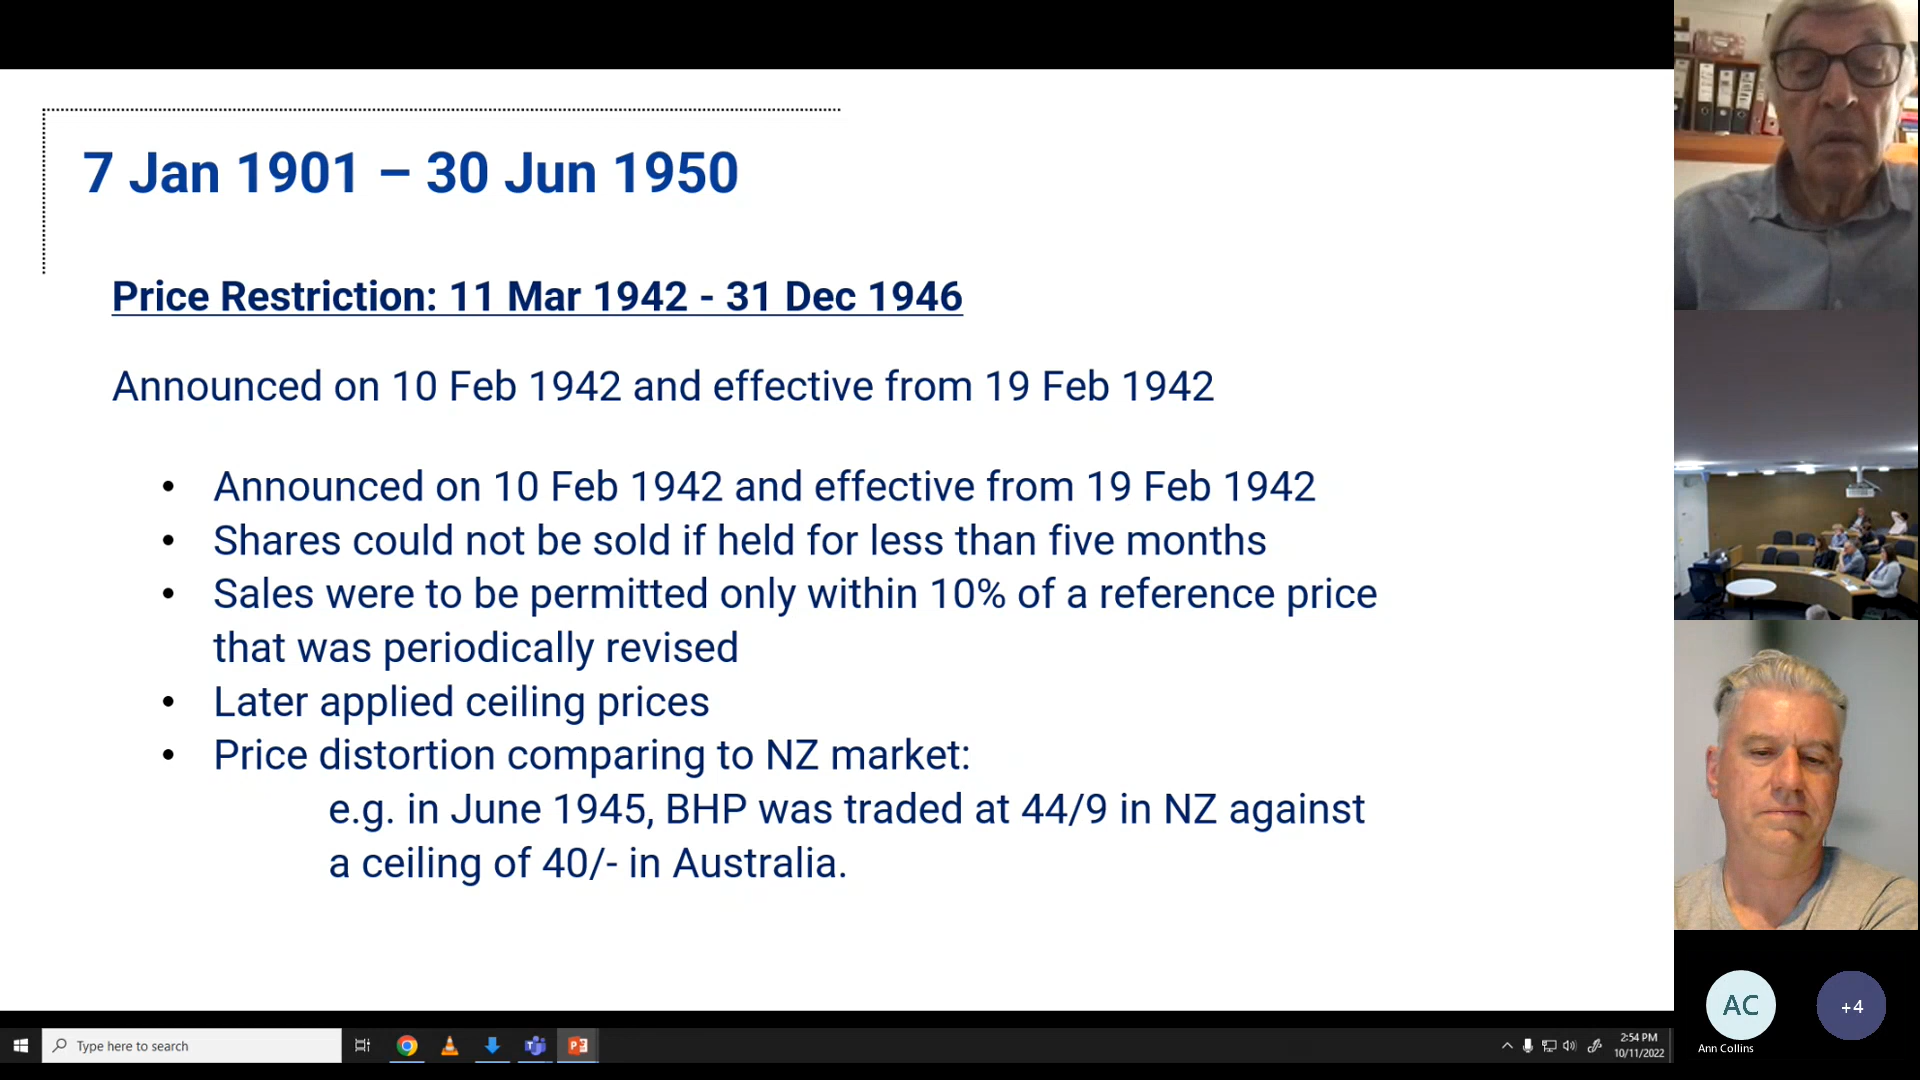 7 Jan 1901 – 30 Jun 1950
Price Restriction: 11 Mar 1942 - 31 Dec 1946
Announced on 10 Feb 1942 and effective from 19 Feb 1942
• Announced on 10 Feb 1942 and effective from 19 Feb 1942
• Shares could not be sold if held for less than five months
• Sales were to be permitted only within 10% of a reference price
that was periodically revised
• Later applied ceiling prices
• Price distortion comparing to NZ market:
e.g. in June 1945, BHP was traded at 44/9 in NZ against
a ceiling of 40/- in Australia.
AC
+4
Ann Collins
Type here to search
2:54 PM
10/11/2022